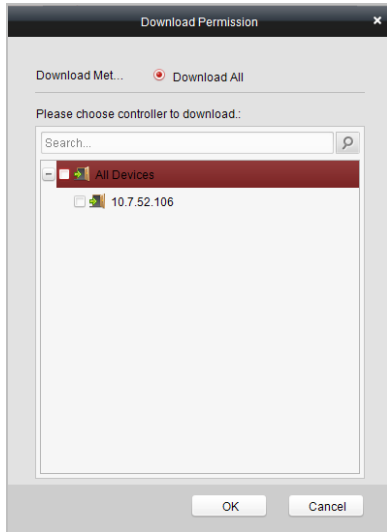 Download Permission
Download Met... Download All
Please choose controller to download.:
Search...
All Devices
10.7.52.106
OK Cancel